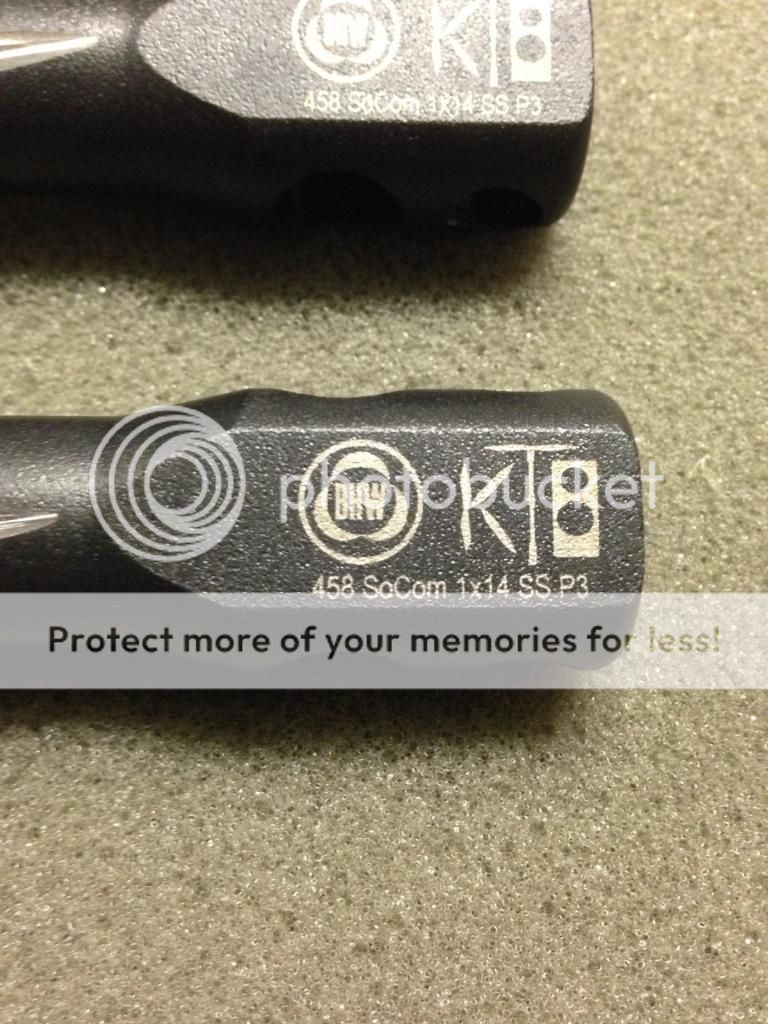 BHW KT
458 SoCom 1x14 SS P3
photobucket
BHW KT
458 SoCom 1x14 SS P3
Protect more of your memories for less!